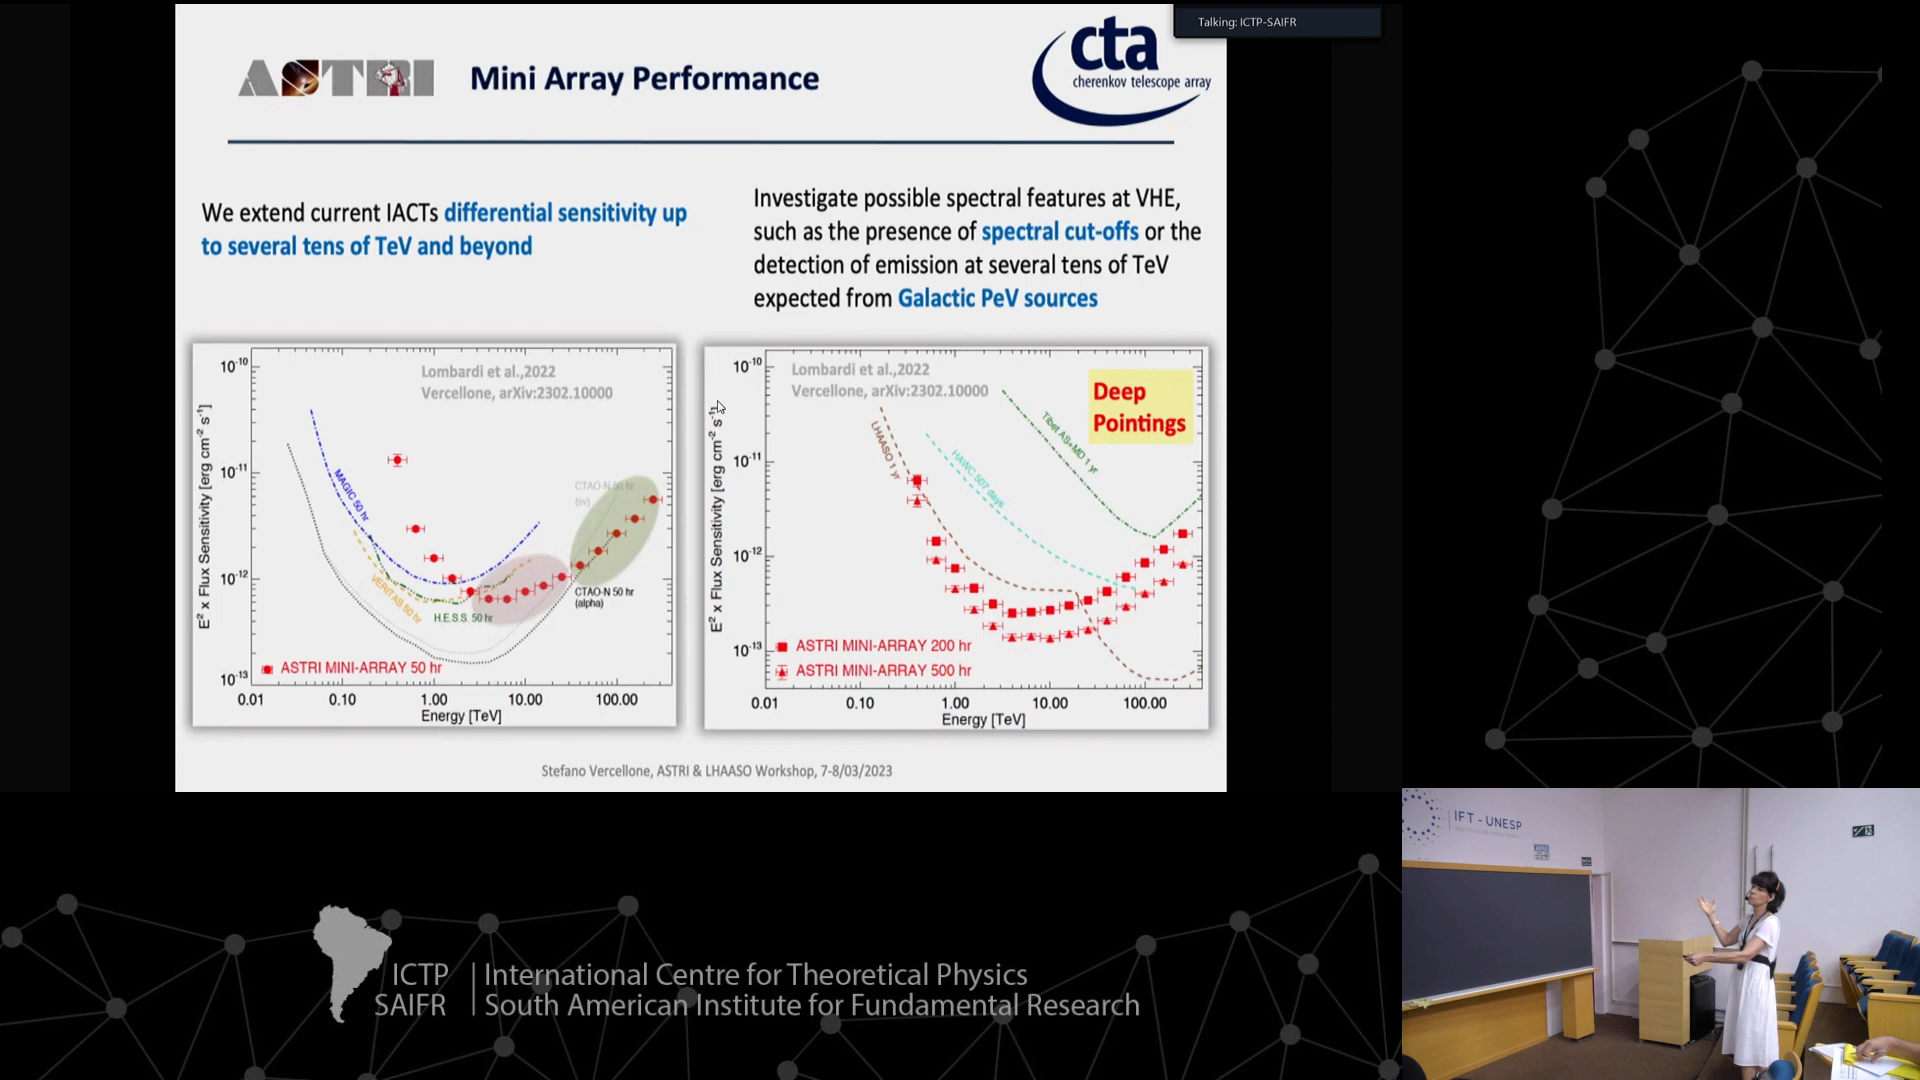 Talking: ICTP-SAIFR
ASTRI
Mini Array Performance
cta
cherenkov telescope array
We extend current IACTs differential sensitivity up
to several tens of TeV and beyond
Investigate possible spectral features at VHE,
such as the presence of spectral cut-offs or the
detection of emission at several tens of TeV
expected from Galactic PeV sources
Lombardi et al.,2022
Vercellone, arXiv:2302.10000
E² x Flux Sensitivity [erg cm⁻² s⁻¹]
10⁻¹⁰
10⁻¹¹
10⁻¹²
10⁻¹³
MAGIC 50 hr
VERITAS 50 hr
H.E.S.S. 50 hr
CTAO-N 50 hr
(sv)
CTAO-N 50 hr
(alpha)
ASTRI MINI-ARRAY 50 hr
0.01 0.10 1.00 10.00 100.00
Energy [TeV]
Lombardi et al.,2022
Vercellone, arXiv:2302.10000
Deep
Pointings
E² x Flux Sensitivity [erg cm⁻² s⁻¹]
10⁻¹⁰
10⁻¹¹
10⁻¹²
10⁻¹³
LHAASO 1 yr
HAWC 507 days
Tibet AS+MD 1 yr
ASTRI MINI-ARRAY 200 hr
ASTRI MINI-ARRAY 500 hr
0.01 0.10 1.00 10.00 100.00
Energy [TeV]
Stefano Vercellone, ASTRI & LHAASO Workshop, 7-8/03/2023
IFT - UNESP
ICTP | International Centre for Theoretical Physics
SAIFR | South American Institute for Fundamental Research